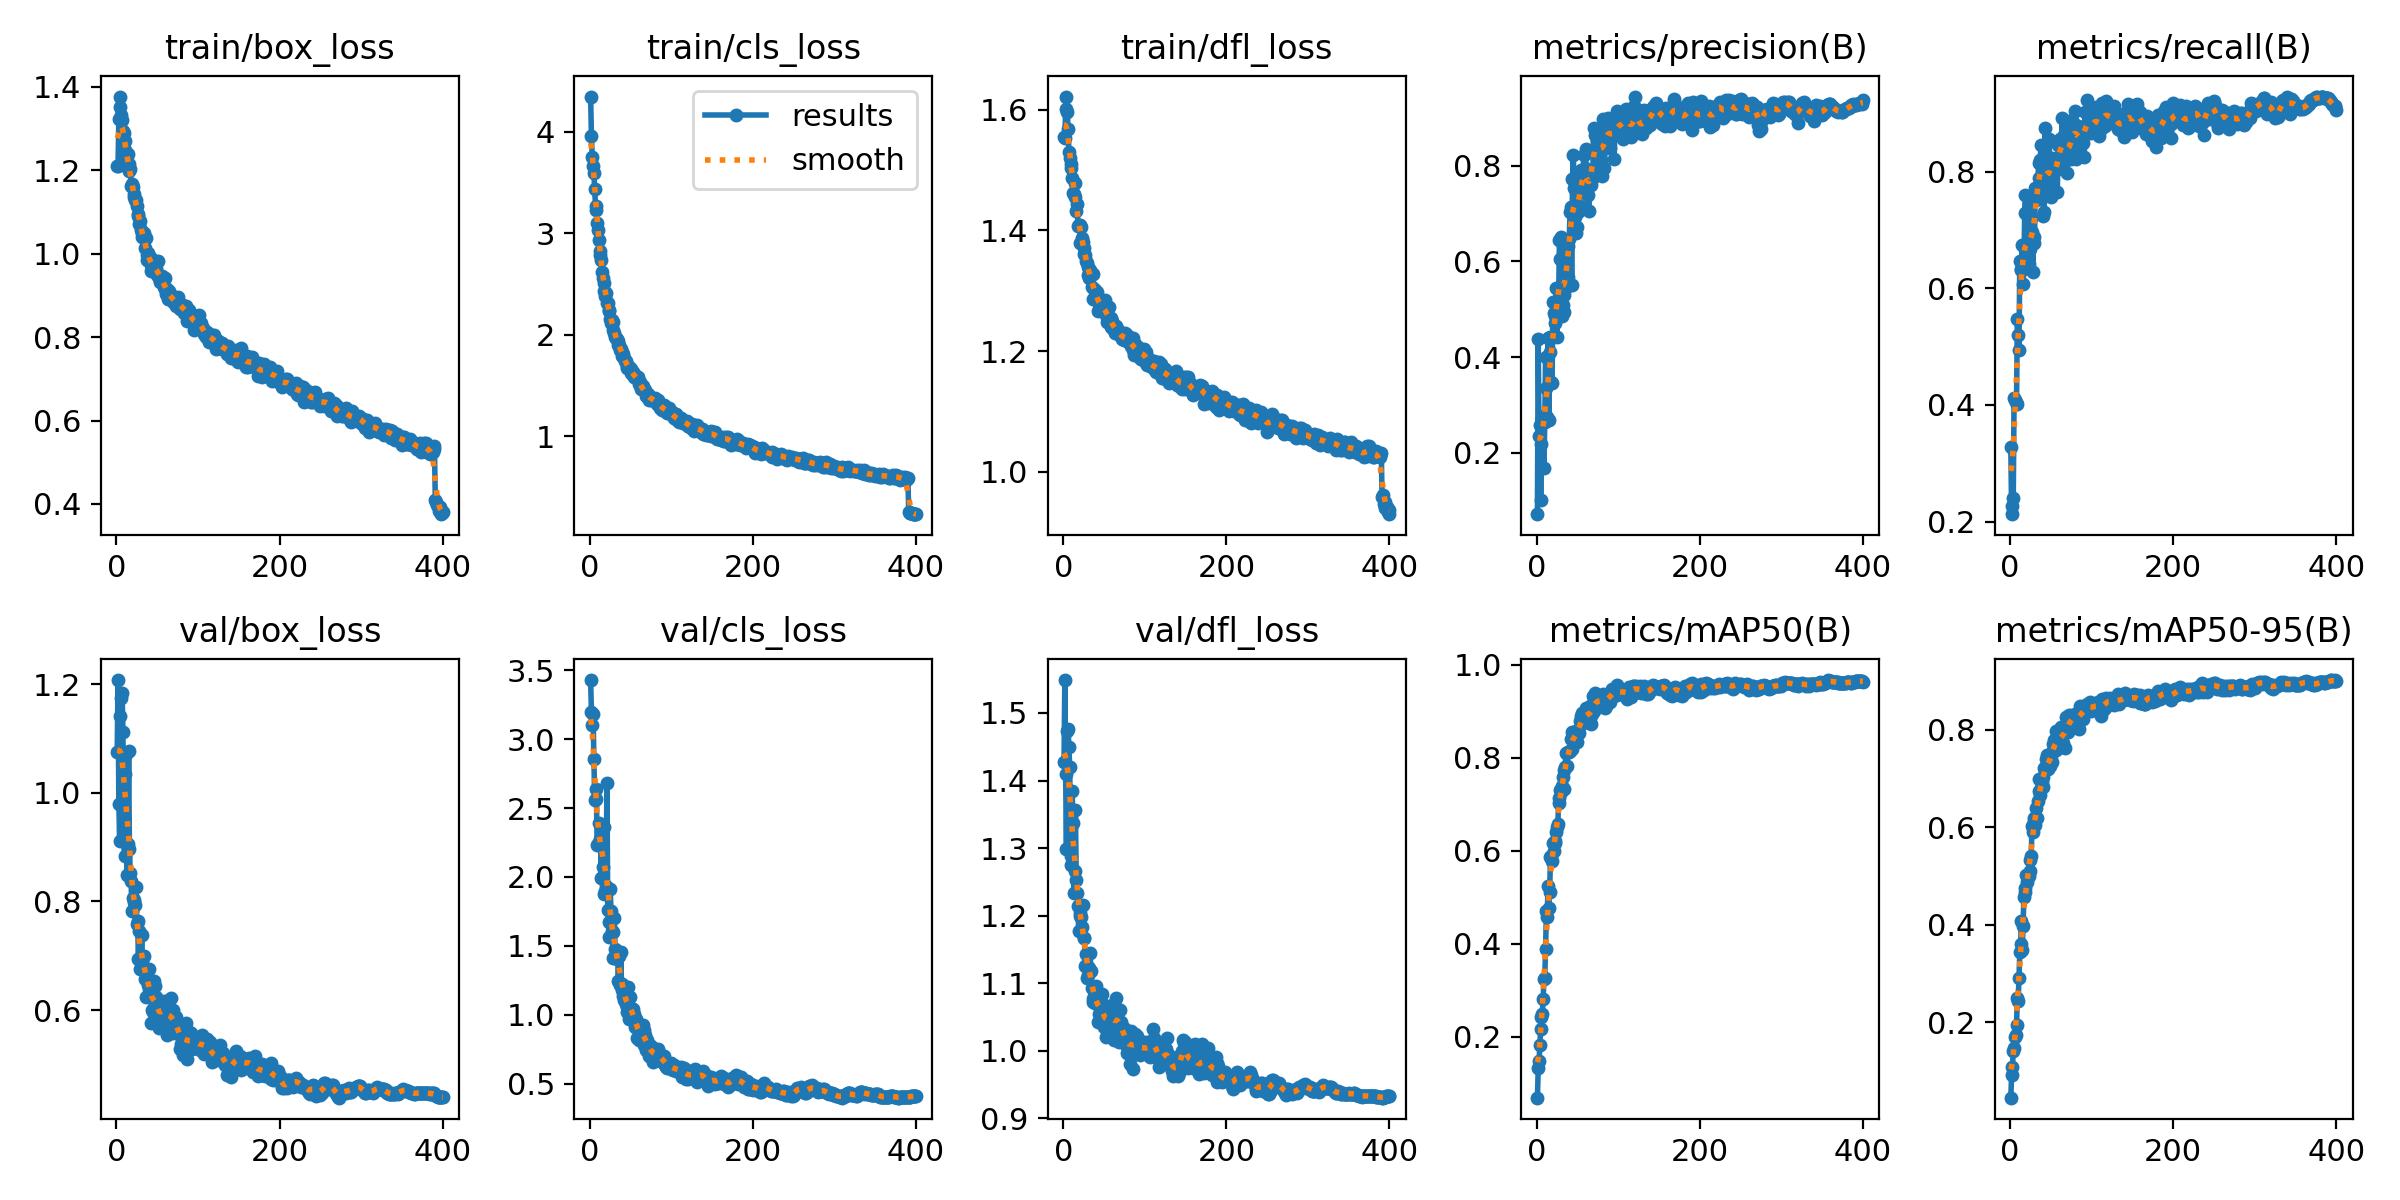 train/box_loss
1.4
1.2
1.0
0.8
0.6
0.4
0 200 400
train/cls_loss
results
smooth
4
3
2
1
0 200 400
train/dfl_loss
1.6
1.4
1.2
1.0
0 200 400
metrics/precision(B)
0.8
0.6
0.4
0.2
0 200 400
metrics/recall(B)
0.8
0.6
0.4
0.2
0 200 400
val/box_loss
1.2
1.0
0.8
0.6
0 200 400
val/cls_loss
3.5
3.0
2.5
2.0
1.5
1.0
0.5
0 200 400
val/dfl_loss
1.5
1.4
1.3
1.2
1.1
1.0
0.9
0 200 400
metrics/mAP50(B)
1.0
0.8
0.6
0.4
0.2
0 200 400
metrics/mAP50-95(B)
0.8
0.6
0.4
0.2
0 200 400